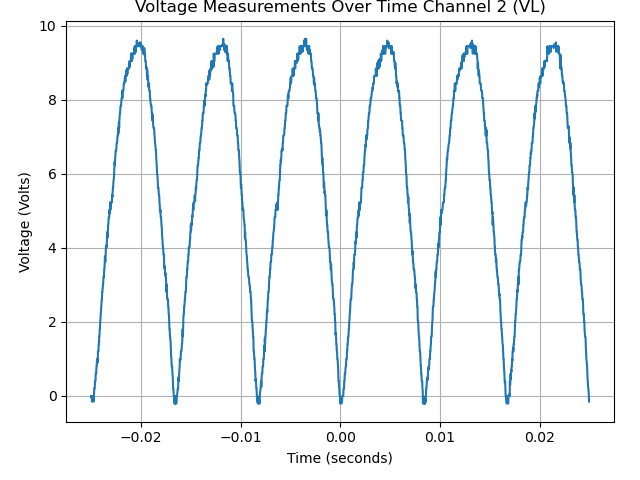 Voltage Measurements Over Time Channel 2 (VL)
10
8
6
4
2
0
Voltage (Volts)
−0.02 −0.01 0.00 0.01 0.02
Time (seconds)